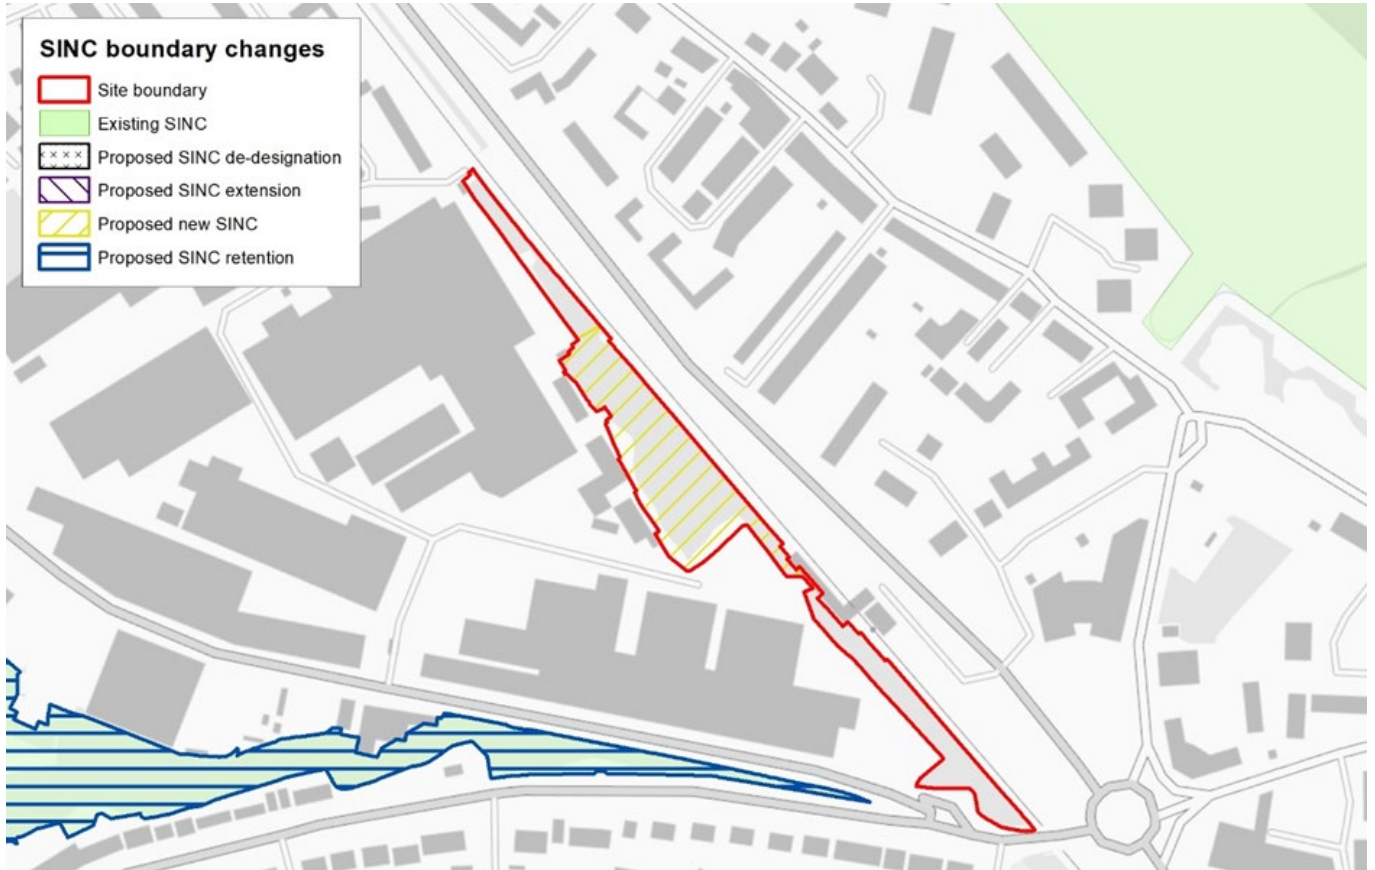 SINC boundary changes
Site boundary
Existing SINC
Proposed SINC de-designation
Proposed SINC extension
Proposed new SINC
Proposed SINC retention